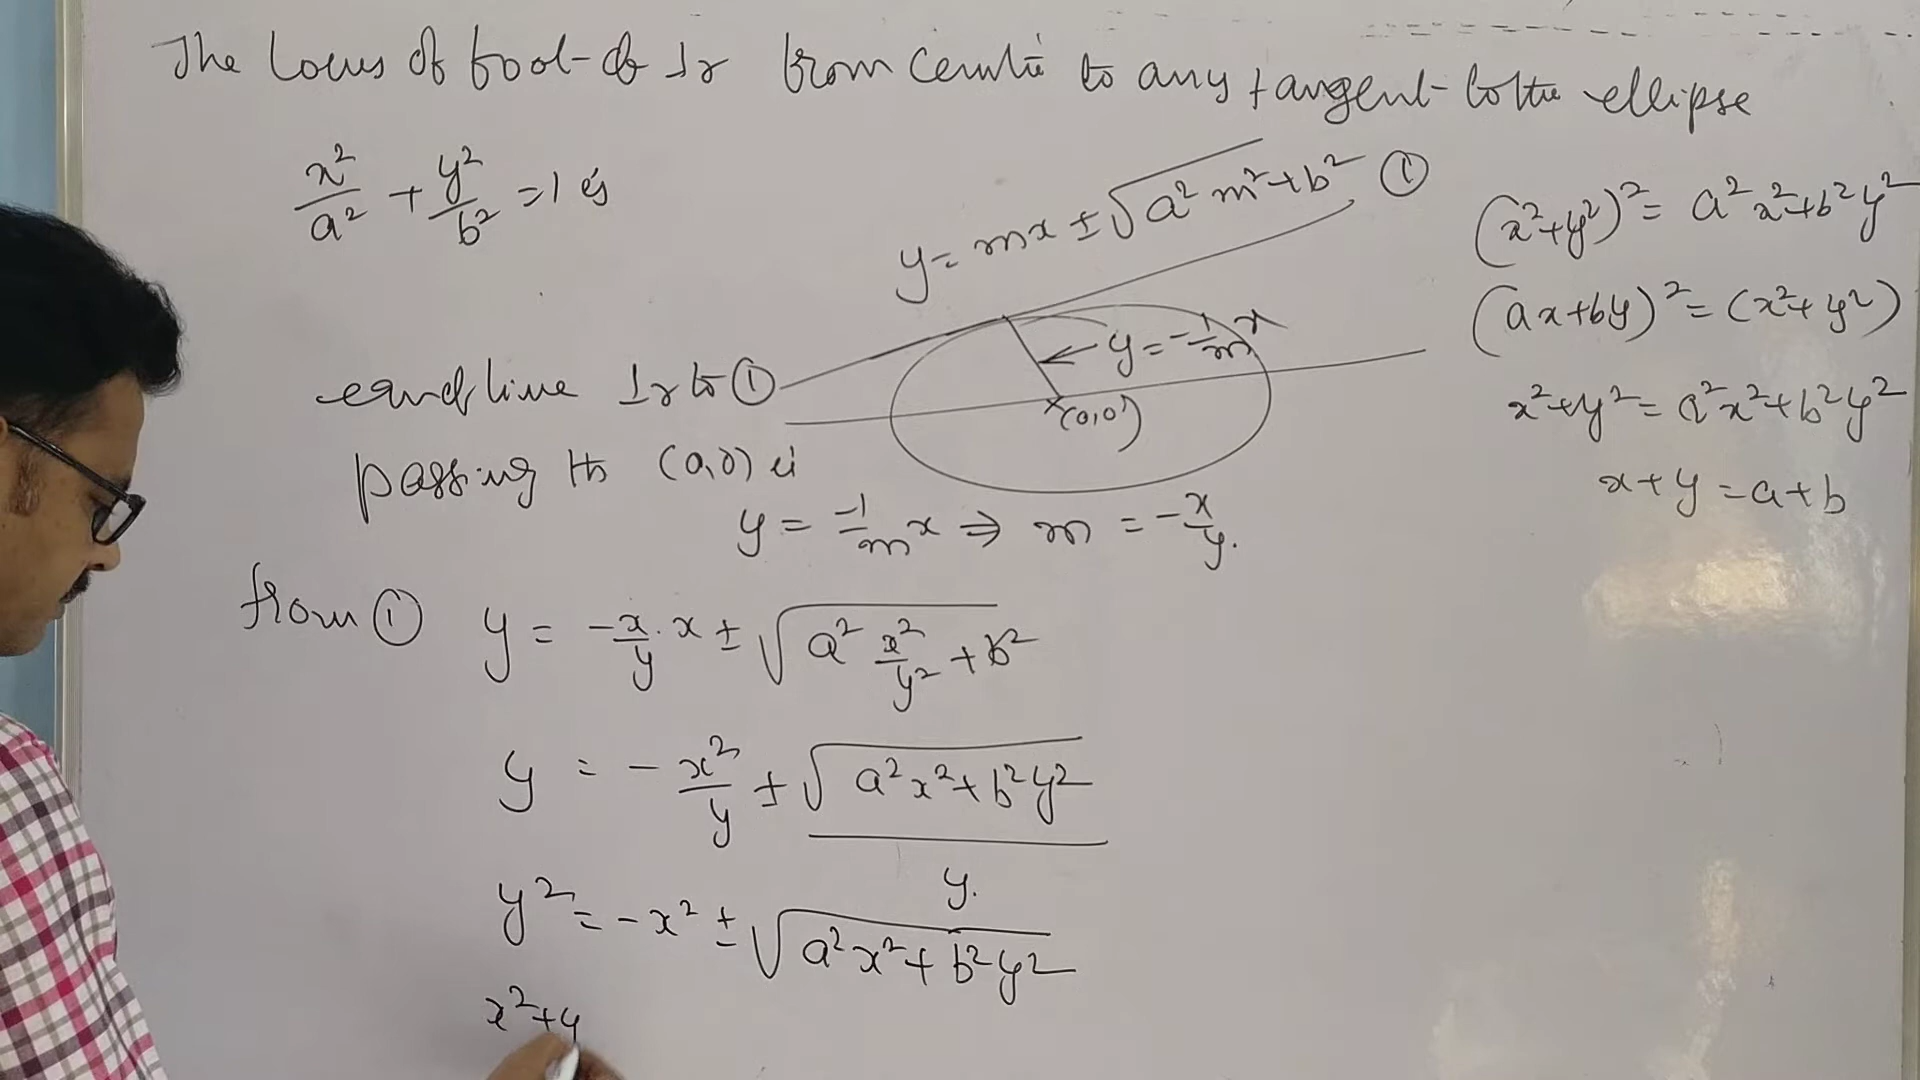 The Locus of foot of ⊥r from centre to any tangent to the ellipse
x²/a² + y²/b² = 1 is
y = mx ± √(a²m² + b²) ①
y = -1/m x
(0,0)
and line ⊥r to ①
passing th (0,0) is
y = -1/m x ⇒ m = -x/y.
from ① y = -x/y . x ± √(a² x²/y² + b²)
y = - x²/y ± √(a²x² + b²y²)/y.
y² = -x² ± √(a²x² + b²y²)
x² + y
(x²+y²)² = a²x²+b²y²
(ax+by)² = (x²+y²)
x²+y² = a²x²+b²y²
x+y = a+b